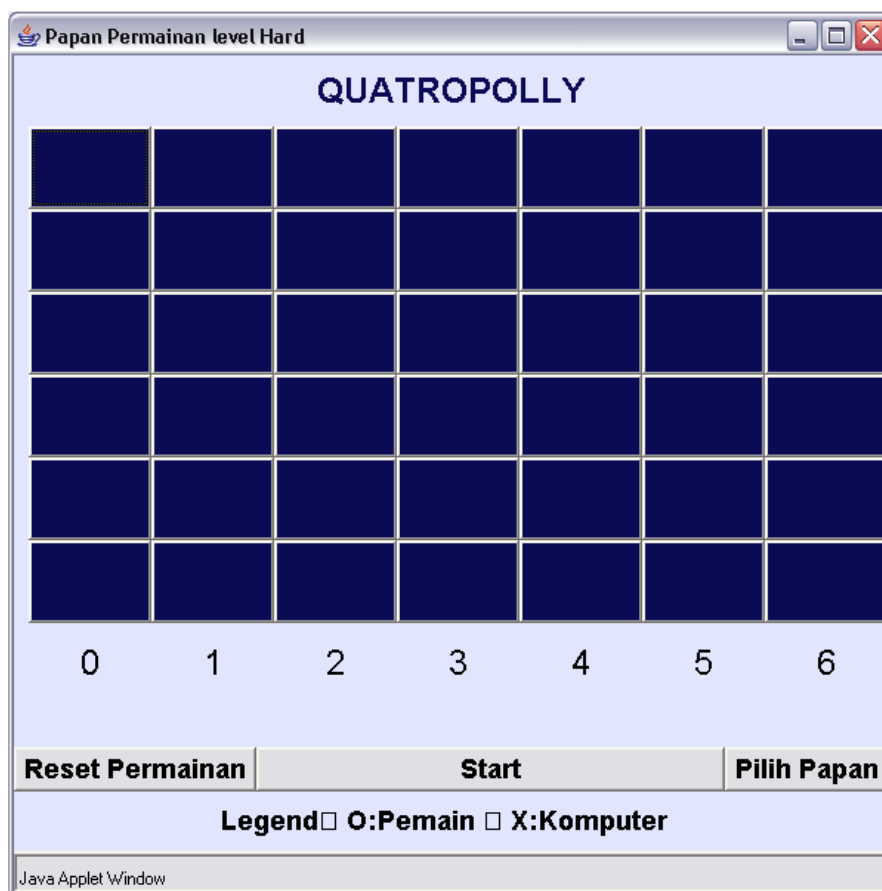 Papan Permainan level Hard
QUATROPOLLY
0 1 2 3 4 5 6
Reset Permainan Start Pilih Papan
Legend□ O:Pemain □ X:Komputer
Java Applet Window